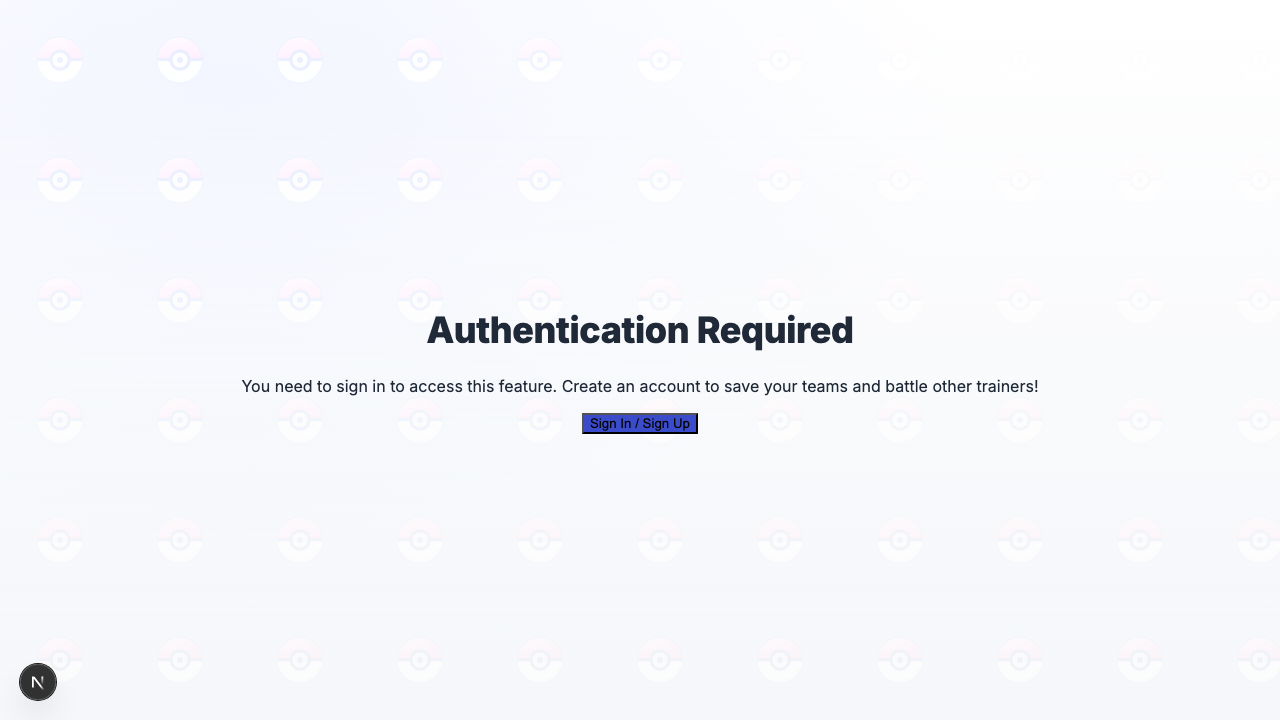 Authentication Required
You need to sign in to access this feature. Create an account to save your teams and battle other trainers!
Sign In / Sign Up
N